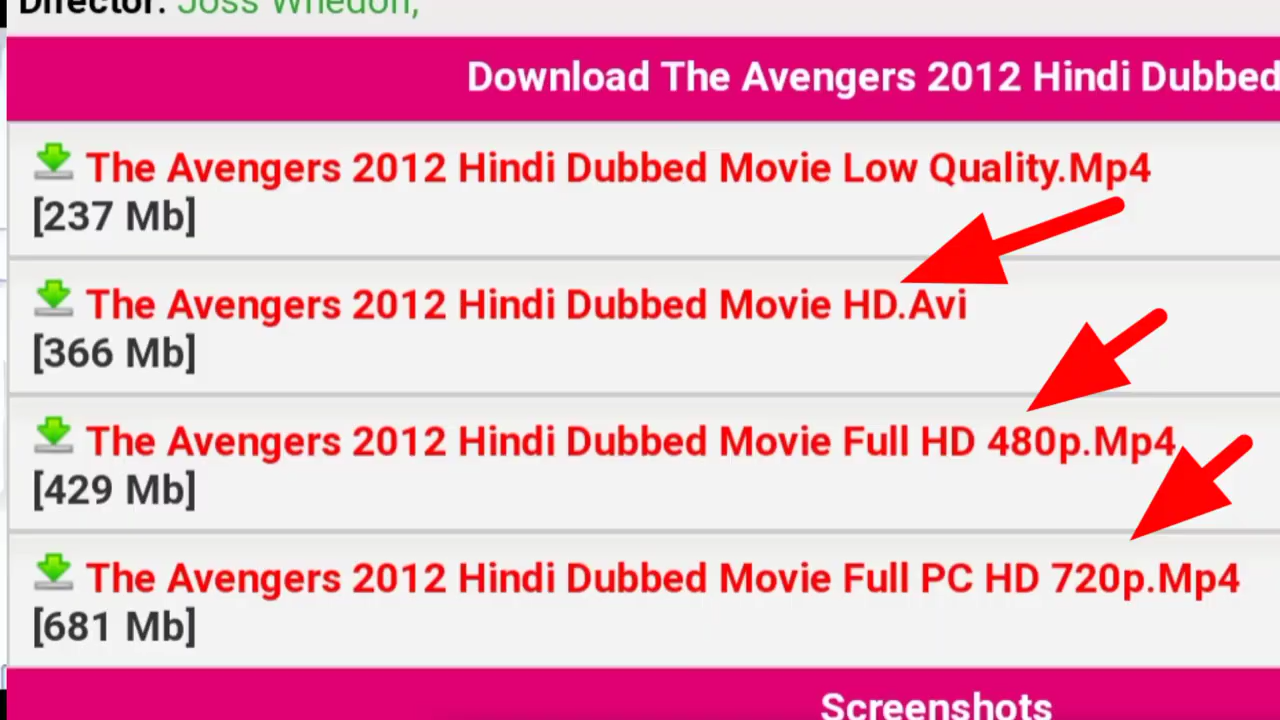 Director: Joss Whedon,
Download The Avengers 2012 Hindi Dubbed
The Avengers 2012 Hindi Dubbed Movie Low Quality.Mp4
[237 Mb]
The Avengers 2012 Hindi Dubbed Movie HD.Avi
[366 Mb]
The Avengers 2012 Hindi Dubbed Movie Full HD 480p.Mp4
[429 Mb]
The Avengers 2012 Hindi Dubbed Movie Full PC HD 720p.Mp4
[681 Mb]
Screenshots